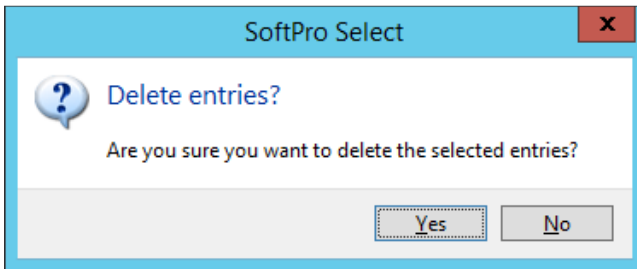 SoftPro Select
x
?
Delete entries?
Are you sure you want to delete the selected entries?
Yes No